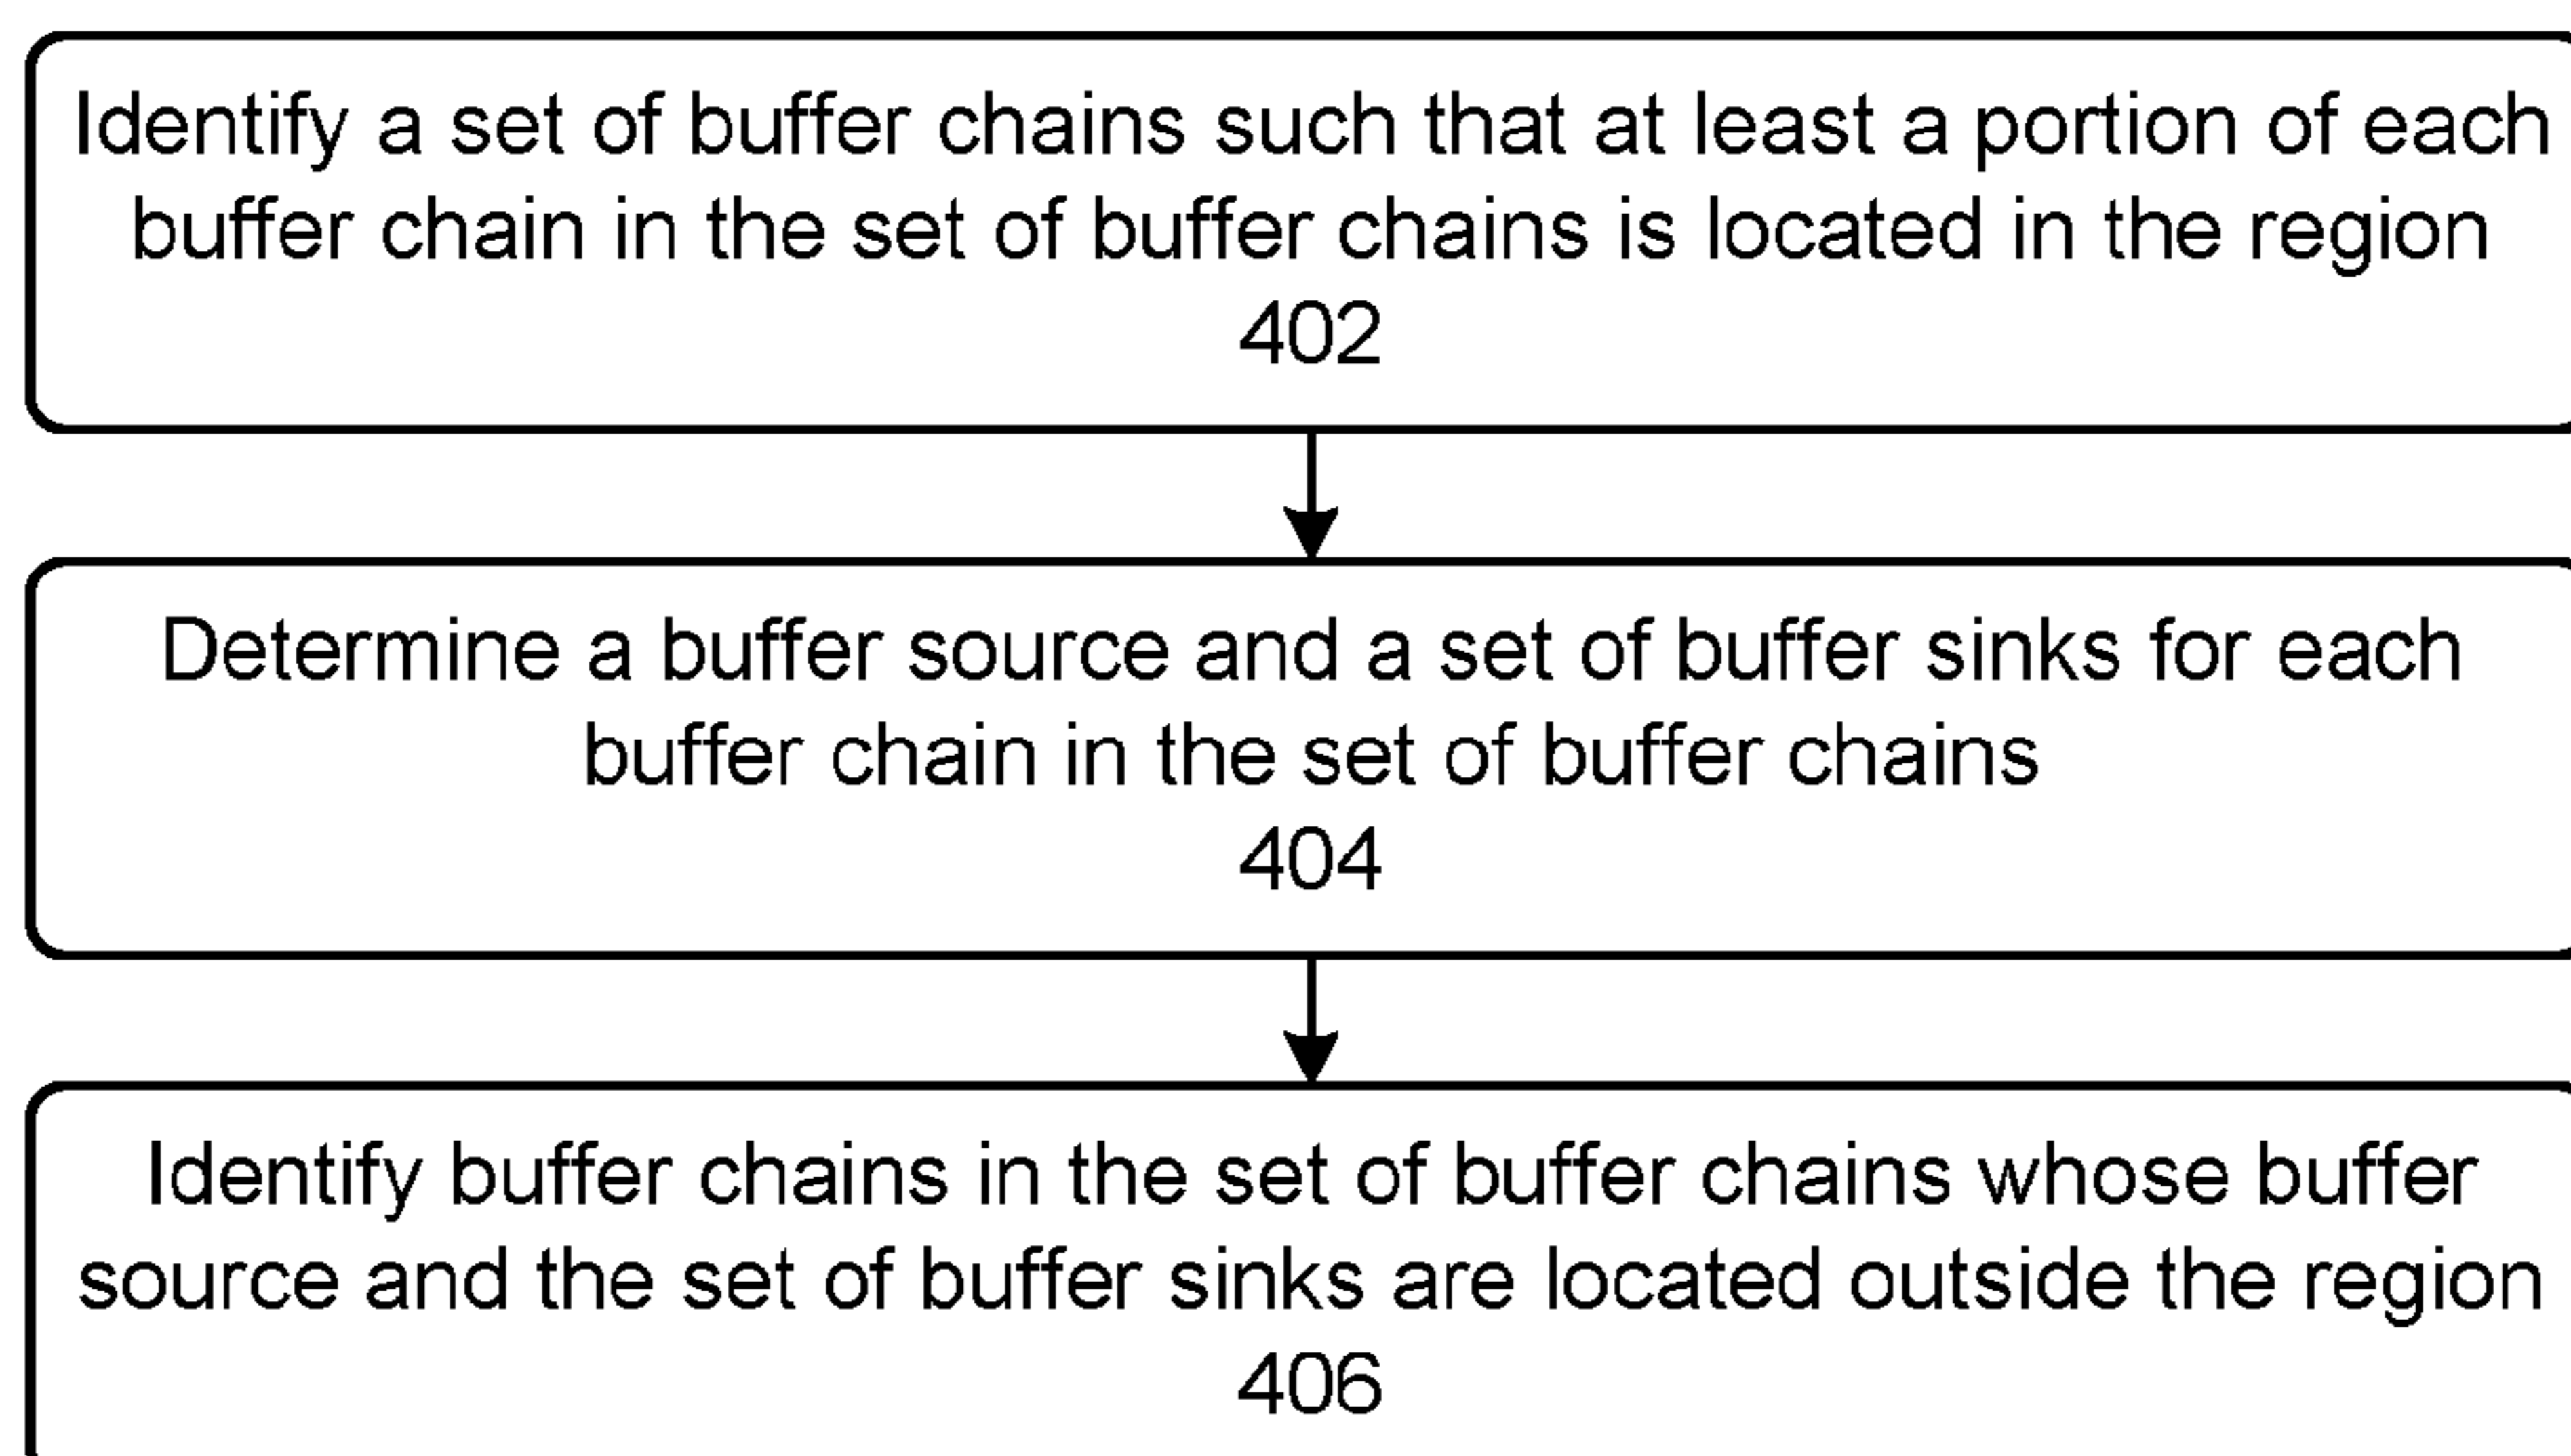 Identify a set of buffer chains such that at least a portion of each
buffer chain in the set of buffer chains is located in the region
402
Determine a buffer source and a set of buffer sinks for each
buffer chain in the set of buffer chains
404
Identify buffer chains in the set of buffer chains whose buffer
source and the set of buffer sinks are located outside the region
406